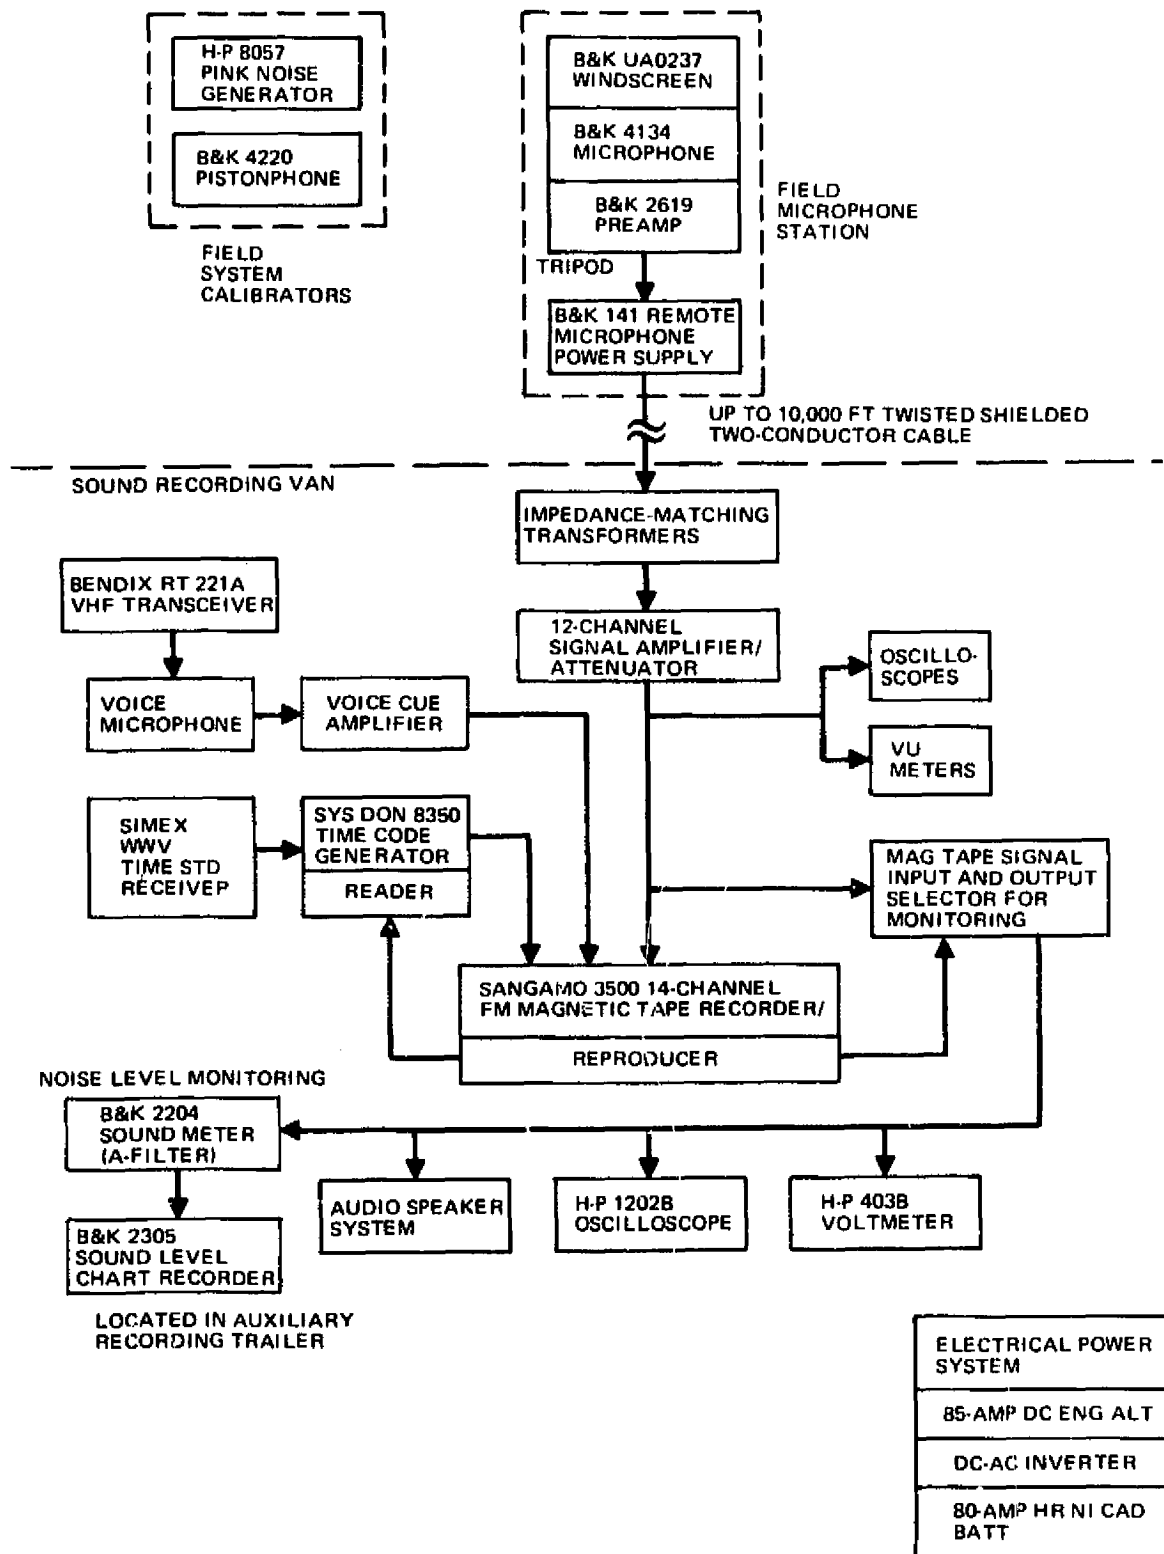 H-P 8057
PINK NOISE
GENERATOR
B&K 4220
PISTONPHONE
FIELD
SYSTEM
CALIBRATORS
B&K UA0237
WINDSCREEN
B&K 4134
MICROPHONE
B&K 2619
PREAMP
TRIPOD
B&K 141 REMOTE
MICROPHONE
POWER SUPPLY
FIELD
MICROPHONE
STATION
UP TO 10,000 FT TWISTED SHIELDED
TWO-CONDUCTOR CABLE
SOUND RECORDING VAN
IMPEDANCE-MATCHING
TRANSFORMERS
BENDIX RT 221A
VHF TRANSCEIVER
12-CHANNEL
SIGNAL AMPLIFIER/
ATTENUATOR
OSCILLO-
SCOPES
VOICE
MICROPHONE
VOICE CUE
AMPLIFIER
VU
METERS
SIMEX
WWV
TIME STD
RECEIVER
SYS DON 8350
TIME CODE
GENERATOR
READER
MAG TAPE SIGNAL
INPUT AND OUTPUT
SELECTOR FOR
MONITORING
SANGAMO 3500 14-CHANNEL
FM MAGNETIC TAPE RECORDER/
REPRODUCER
NOISE LEVEL MONITORING
B&K 2204
SOUND METER
(A-FILTER)
AUDIO SPEAKER
SYSTEM
H-P 1202B
OSCILLOSCOPE
H-P 403B
VOLTMETER
B&K 2305
SOUND LEVEL
CHART RECORDER
LOCATED IN AUXILIARY
RECORDING TRAILER
ELECTRICAL POWER
SYSTEM
85-AMP DC ENG ALT
DC-AC INVERTER
80-AMP HR NI CAD
BATT